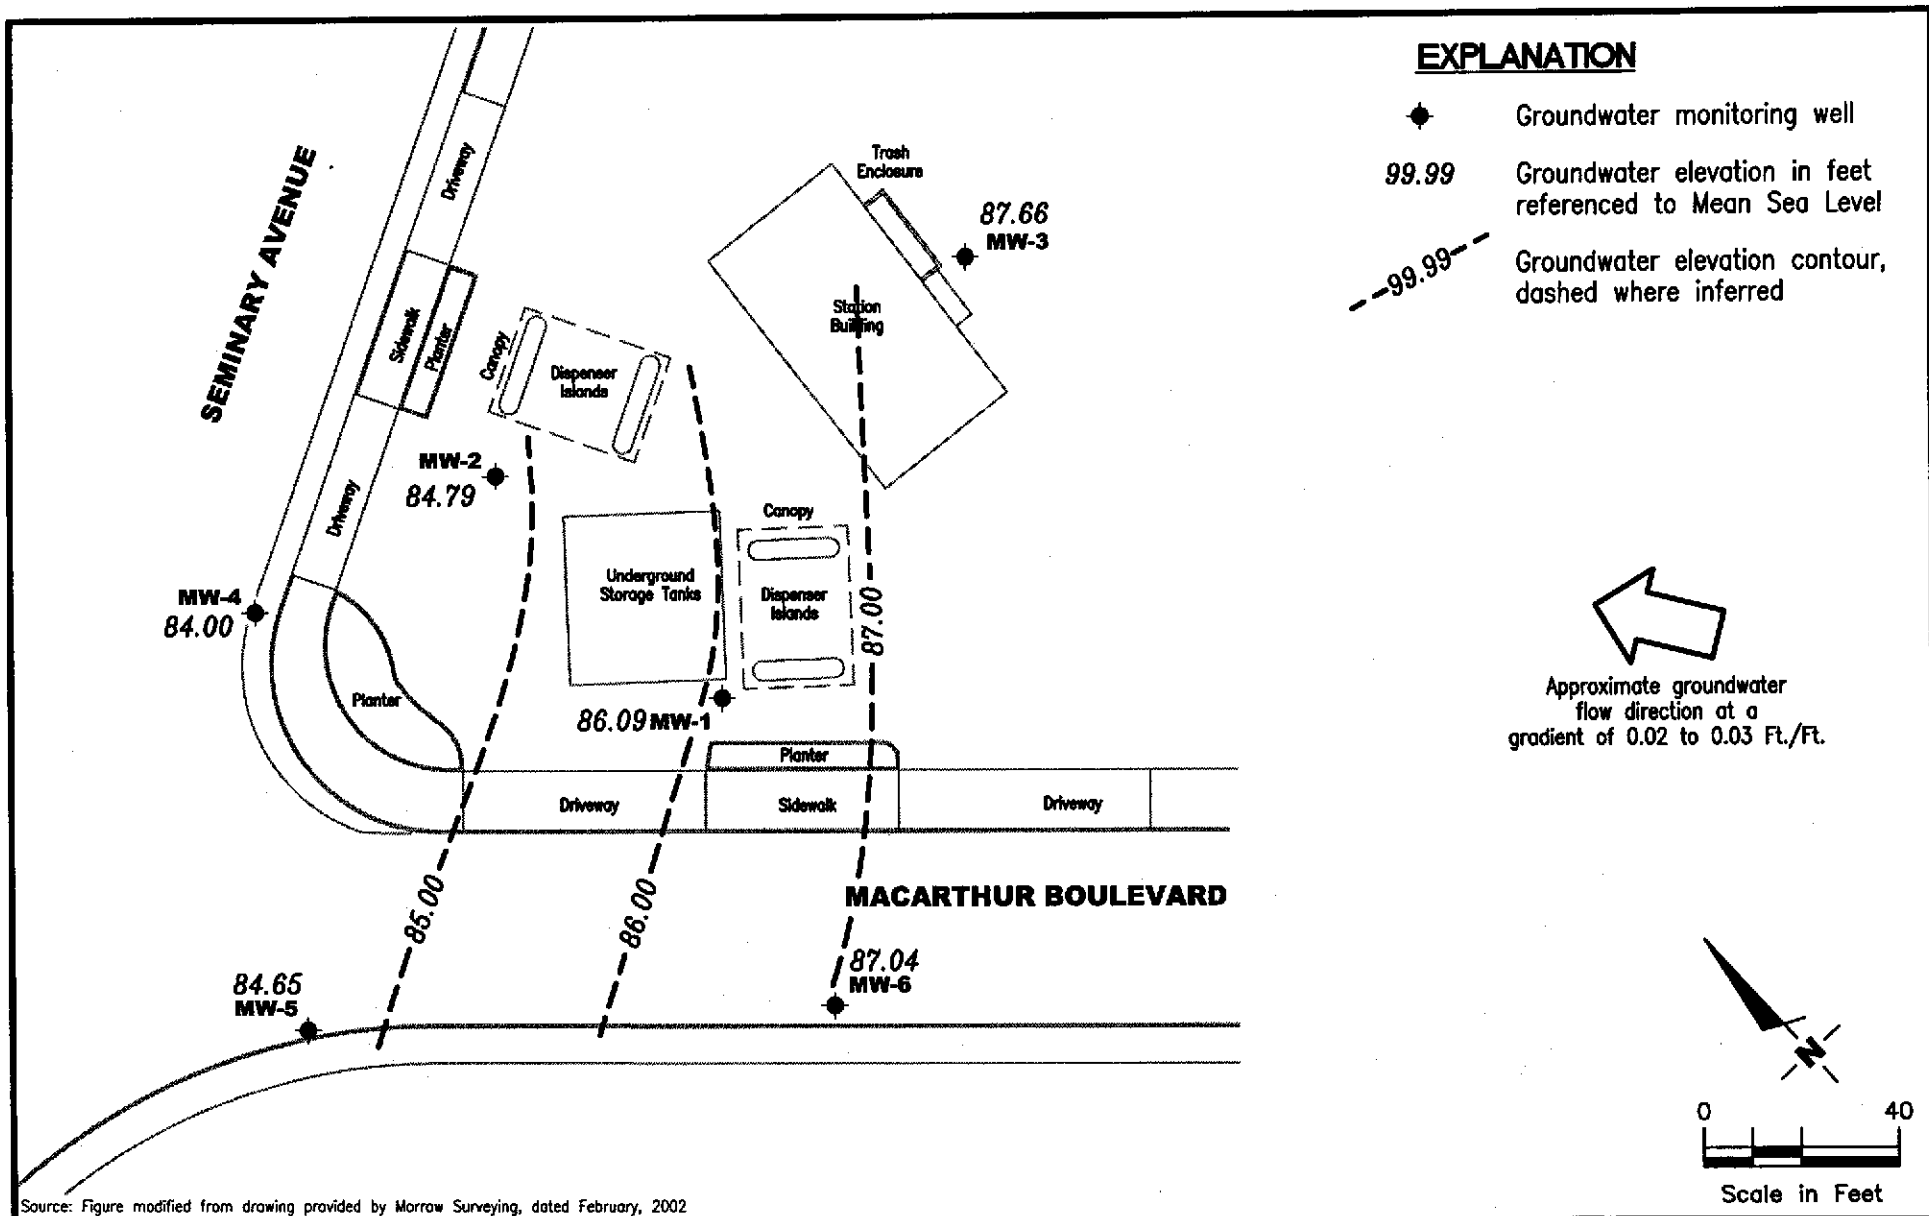 EXPLANATION
Groundwater monitoring well
99.99
Groundwater elevation in feet
referenced to Mean Sea Level
99.99
Groundwater elevation contour,
dashed where inferred
SEMINARY AVENUE
Driveway
Trash
Enclosure
87.66
MW-3
Station
Building
Sidewalk
Planter
Canopy
Dispenser
Islands
MW-2
84.79
Driveway
Canopy
Underground
Storage Tanks
Dispenser
Islands
87.00
MW-4
84.00
Planter
86.09 MW-1
Planter
Driveway
Sidewalk
Driveway
Approximate groundwater
flow direction at a
gradient of 0.02 to 0.03 Ft./Ft.
85.00
86.00
MACARTHUR BOULEVARD
84.65
MW-5
87.04
MW-6
N
0
40
Scale in Feet
Source: Figure modified from drawing provided by Morrow Surveying, dated February, 2002